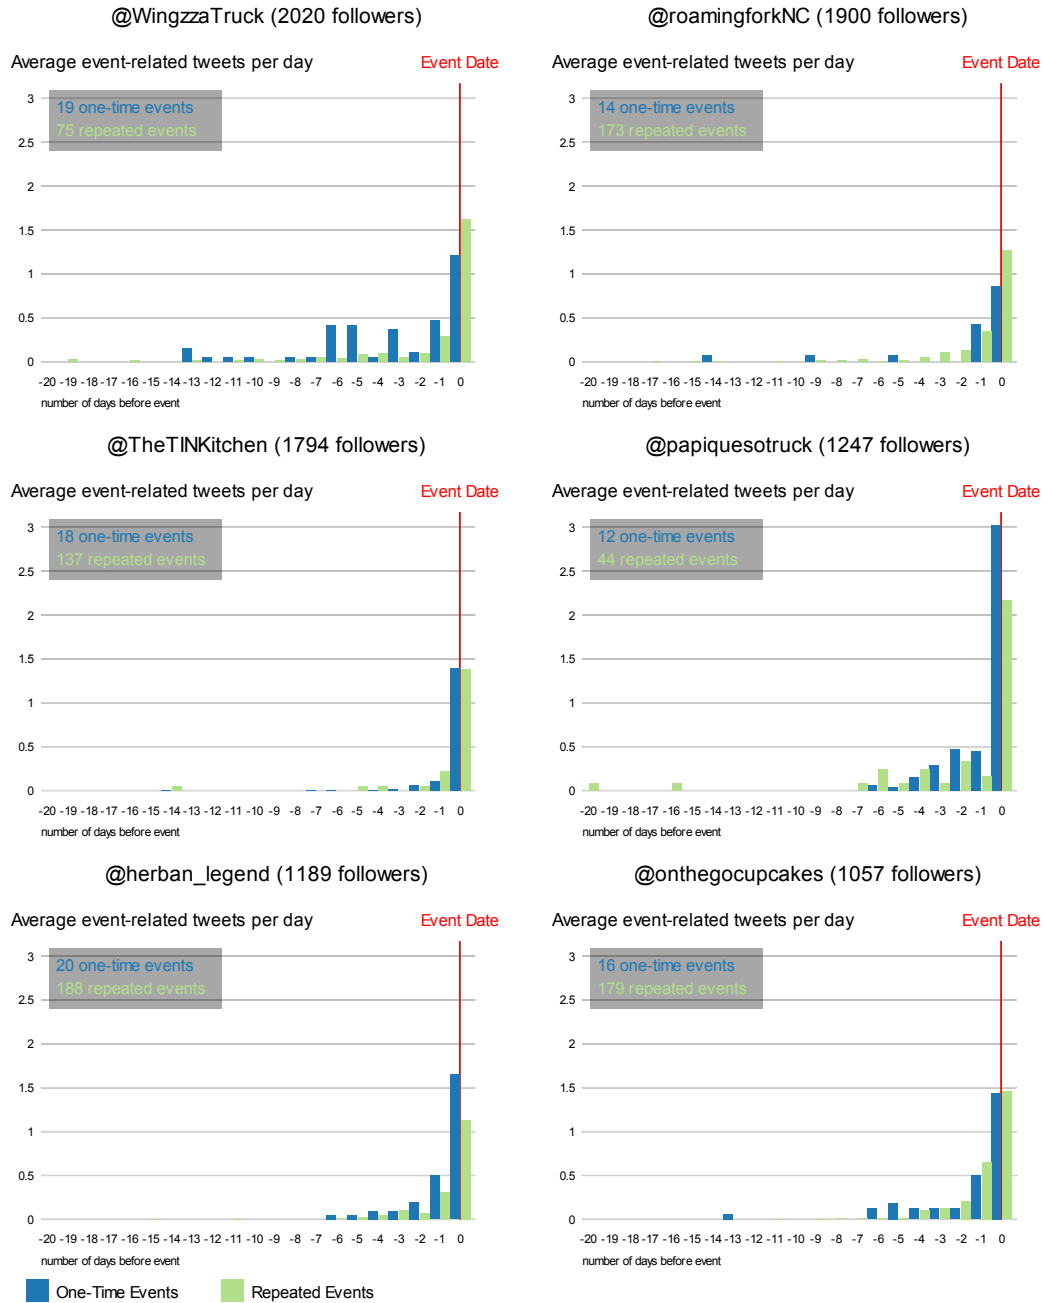 @WingzzaTruck (2020 followers)
Average event-related tweets per day
Event Date
19 one-time events
75 repeated events
3
2.5
2
1.5
1
0.5
0
-20 -19 -18 -17 -16 -15 -14 -13 -12 -11 -10 -9 -8 -7 -6 -5 -4 -3 -2 -1 0
number of days before event
@roamingforkNC (1900 followers)
Average event-related tweets per day
Event Date
14 one-time events
173 repeated events
3
2.5
2
1.5
1
0.5
0
-20 -19 -18 -17 -16 -15 -14 -13 -12 -11 -10 -9 -8 -7 -6 -5 -4 -3 -2 -1 0
number of days before event
@TheTINKitchen (1794 followers)
Average event-related tweets per day
Event Date
18 one-time events
137 repeated events
3
2.5
2
1.5
1
0.5
0
-20 -19 -18 -17 -16 -15 -14 -13 -12 -11 -10 -9 -8 -7 -6 -5 -4 -3 -2 -1 0
number of days before event
@papiquesotruck (1247 followers)
Average event-related tweets per day
Event Date
12 one-time events
44 repeated events
3
2.5
2
1.5
1
0.5
0
-20 -19 -18 -17 -16 -15 -14 -13 -12 -11 -10 -9 -8 -7 -6 -5 -4 -3 -2 -1 0
number of days before event
@herban_legend (1189 followers)
Average event-related tweets per day
Event Date
20 one-time events
188 repeated events
3
2.5
2
1.5
1
0.5
0
-20 -19 -18 -17 -16 -15 -14 -13 -12 -11 -10 -9 -8 -7 -6 -5 -4 -3 -2 -1 0
number of days before event
@onthegocupcakes (1057 followers)
Average event-related tweets per day
Event Date
16 one-time events
179 repeated events
3
2.5
2
1.5
1
0.5
0
-20 -19 -18 -17 -16 -15 -14 -13 -12 -11 -10 -9 -8 -7 -6 -5 -4 -3 -2 -1 0
number of days before event
One-Time Events
Repeated Events